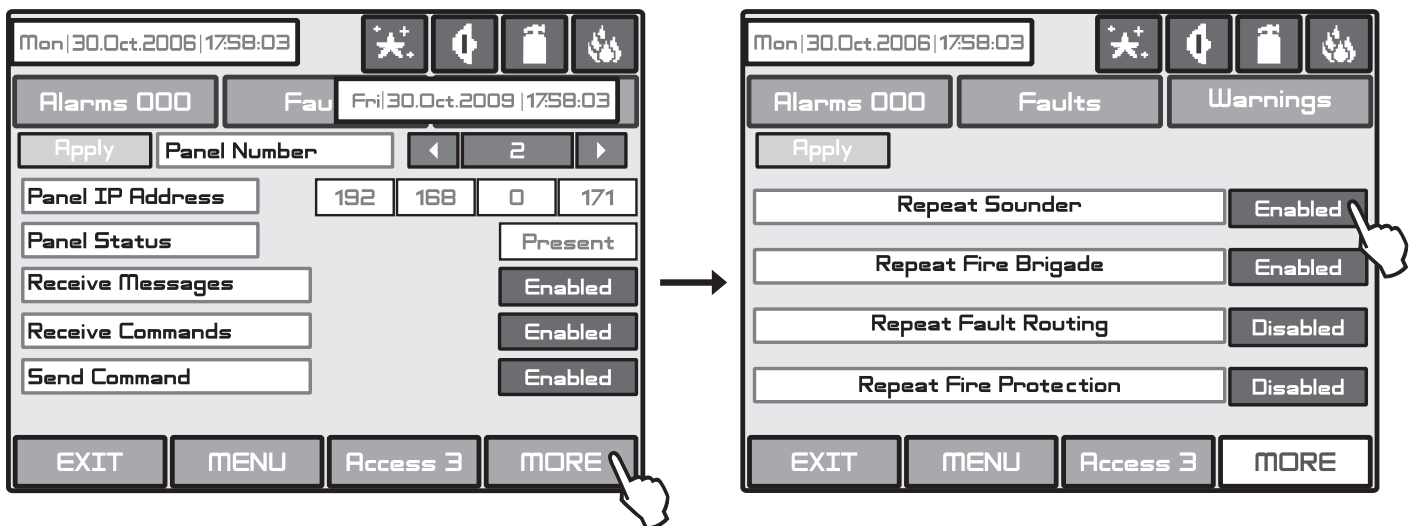 Mon|30.Oct.2006|17:58:03
Alarms 000 Fau Fri|30.Oct.2009|17:58:03
Apply Panel Number 2
Panel IP Address 192 168 0 171
Panel Status Present
Receive Messages Enabled
Receive Commands Enabled
Send Command Enabled
EXIT MENU Access 3 MORE
Mon|30.Oct.2006|17:58:03
Alarms 000 Faults Warnings
Apply
Repeat Sounder Enabled
Repeat Fire Brigade Enabled
Repeat Fault Routing Disabled
Repeat Fire Protection Disabled
EXIT MENU Access 3 MORE